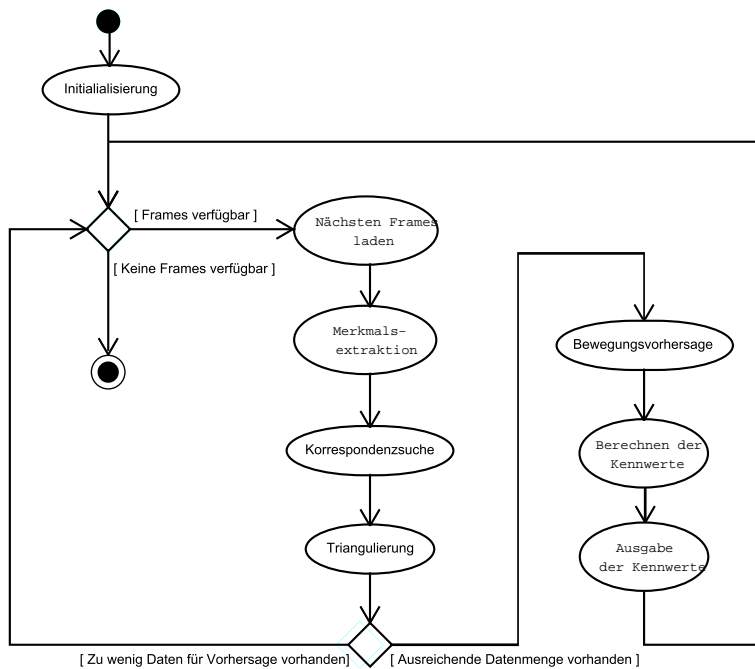 Initialialisierung
[ Frames verfügbar ]
Nächsten Frames
laden
[ Keine Frames verfügbar ]
Merkmals-
extraktion
Korrespondenzsuche
Triangulierung
[ Zu wenig Daten für Vorhersage vorhanden]
[ Ausreichende Datenmenge vorhanden ]
Bewegungsvorhersage
Berechnen der
Kennwerte
Ausgabe
der Kennwerte